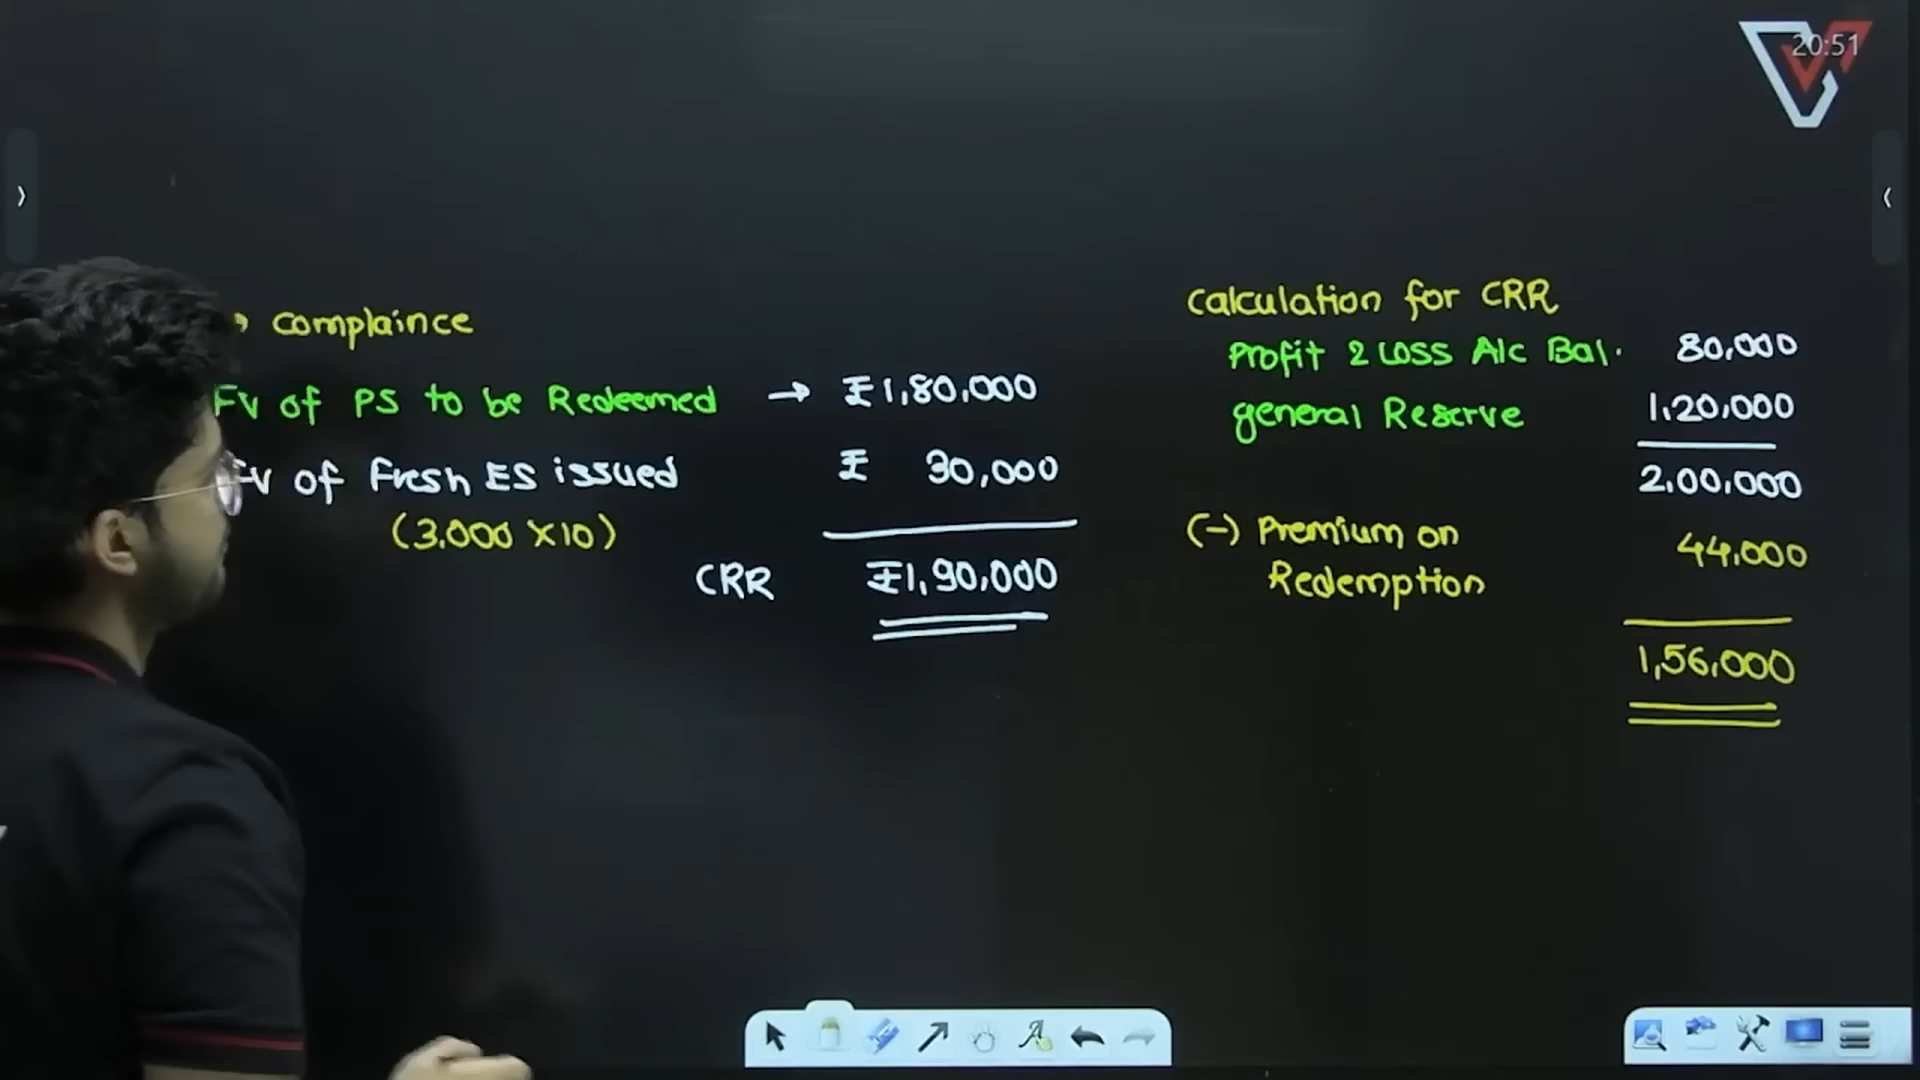 20:51
complaince
FV of PS to be Redeemed → ₹1,80,000
FV of fresh ES issued ₹ 30,000
(3,000 X10)
CRR ₹1,90,000
calculation for CRR
Profit & Loss A/c Bal. 80,000
general Reserve 1,20,000
2,00,000
(-) Premium on
Redemption 44,000
1,56,000